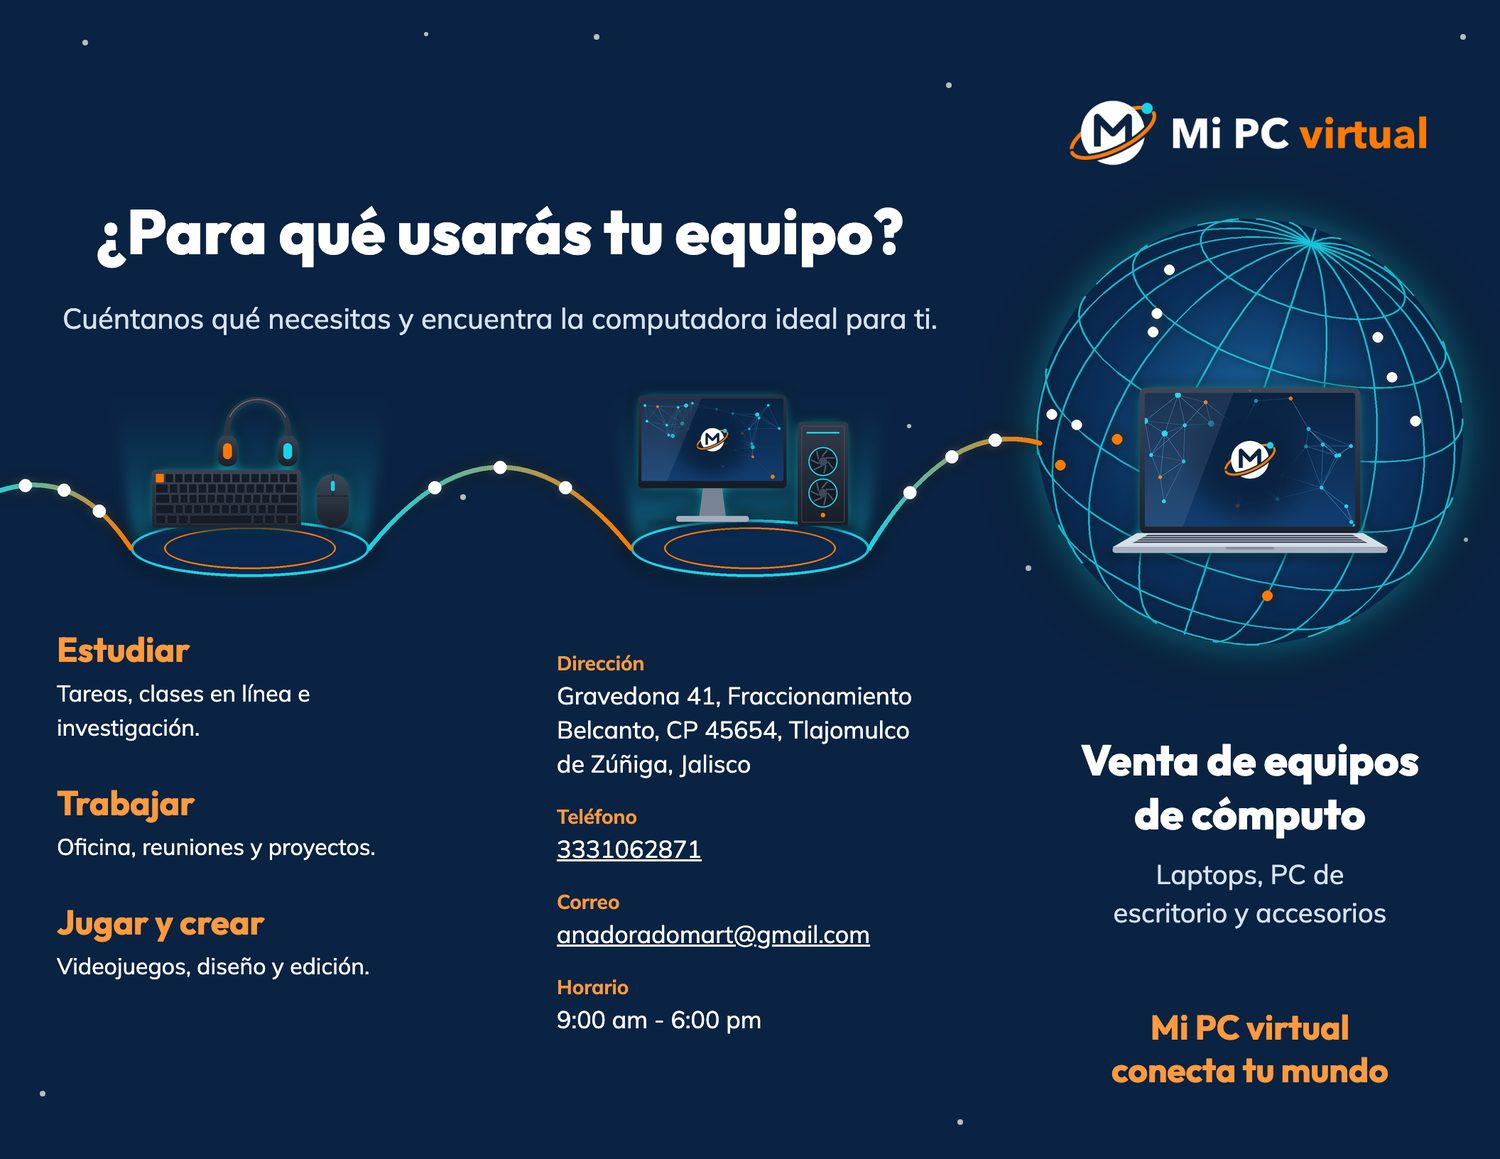 Mi PC virtual
¿Para qué usarás tu equipo?
Cuéntanos qué necesitas y encuentra la computadora ideal para ti.
M
M
M
Estudiar
Tareas, clases en línea e
investigación.
Trabajar
Oficina, reuniones y proyectos.
Jugar y crear
Videojuegos, diseño y edición.
Dirección
Gravedona 41, Fraccionamiento
Belcanto, CP 45654, Tlajomulco
de Zúñiga, Jalisco
Teléfono
3331062871
Correo
anadoradomart@gmail.com
Horario
9:00 am - 6:00 pm
Venta de equipos
de cómputo
Laptops, PC de
escritorio y accesorios
Mi PC virtual
conecta tu mundo